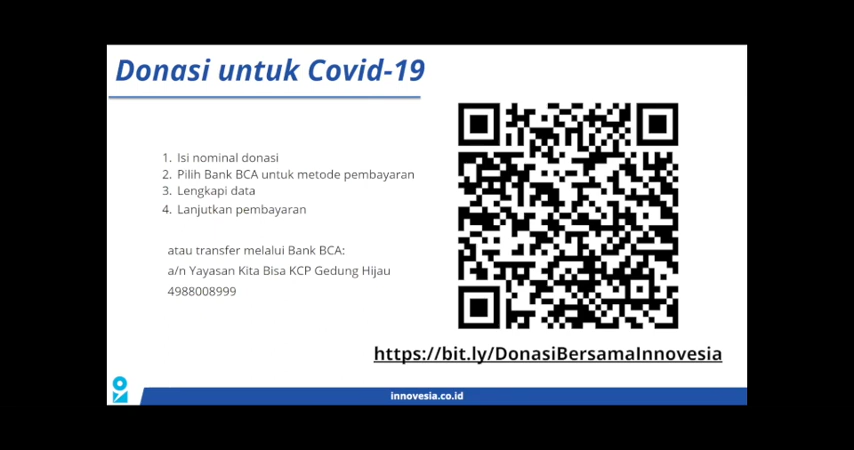 Donasi untuk Covid-19
1. Isi nominal donasi
2. Pilih Bank BCA untuk metode pembayaran
3. Lengkapi data
4. Lanjutkan pembayaran
atau transfer melalui Bank BCA:
a/n Yayasan Kita Bisa KCP Gedung Hijau
4988008999
https://bit.ly/DonasiBersamaInnovesia
innovesia.co.id